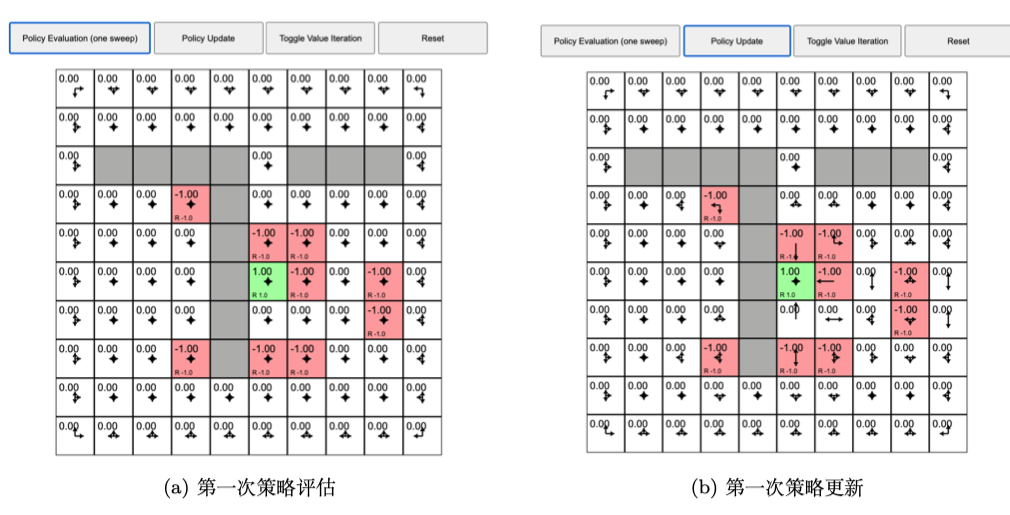 Policy Evaluation (one sweep) Policy Update Toggle Value Iteration Reset
0.00 0.00 0.00 0.00 0.00 0.00 0.00 0.00 0.00 0.00
0.00 0.00 0.00 0.00 0.00 0.00 0.00 0.00 0.00 0.00
0.00 0.00 0.00
0.00 0.00 0.00 -1.00 0.00 0.00 0.00 0.00 0.00
R -1.0
0.00 0.00 0.00 0.00 -1.00 -1.00 0.00 0.00 0.00
R -1.0 R -1.0
0.00 0.00 0.00 0.00 1.00 -1.00 0.00 -1.00 0.00
R 1.0 R -1.0 R -1.0
0.00 0.00 0.00 0.00 0.00 0.00 0.00 -1.00 0.00
R -1.0
0.00 0.00 0.00 -1.00 -1.00 -1.00 0.00 0.00 0.00
R -1.0 R -1.0 R -1.0
0.00 0.00 0.00 0.00 0.00 0.00 0.00 0.00 0.00 0.00
0.00 0.00 0.00 0.00 0.00 0.00 0.00 0.00 0.00 0.00
(a) 第一次策略评估
Policy Evaluation (one sweep) Policy Update Toggle Value Iteration Reset
0.00 0.00 0.00 0.00 0.00 0.00 0.00 0.00 0.00 0.00
0.00 0.00 0.00 0.00 0.00 0.00 0.00 0.00 0.00 0.00
0.00 0.00 0.00
0.00 0.00 0.00 -1.00 0.00 0.00 0.00 0.00 0.00
R -1.0
0.00 0.00 0.00 0.00 -1.00 -1.00 0.00 0.00 0.00
R -1.0 R -1.0
0.00 0.00 0.00 0.00 1.00 -1.00 0.00 -1.00 0.00
R 1.0 R -1.0 R -1.0
0.00 0.00 0.00 0.00 0.00 0.00 0.00 -1.00 0.00
R -1.0
0.00 0.00 0.00 -1.00 -1.00 -1.00 0.00 0.00 0.00
R -1.0 R -1.0 R -1.0
0.00 0.00 0.00 0.00 0.00 0.00 0.00 0.00 0.00 0.00
0.00 0.00 0.00 0.00 0.00 0.00 0.00 0.00 0.00 0.00
(b) 第一次策略更新